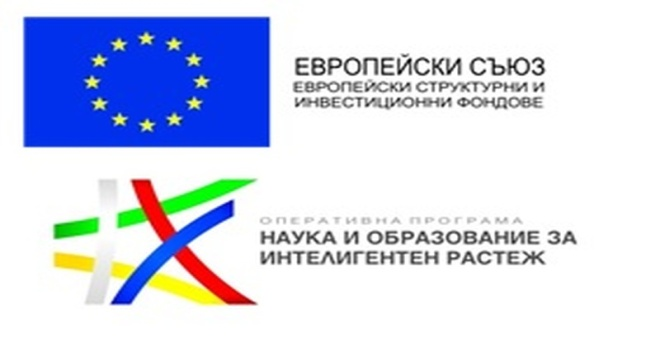 ЕВРОПЕЙСКИ СЪЮЗ
ЕВРОПЕЙСКИ СТРУКТУРНИ И
ИНВЕСТИЦИОННИ ФОНДОВЕ
ОПЕРАТИВНА ПРОГРАМА
НАУКА И ОБРАЗОВАНИЕ ЗА
ИНТЕЛИГЕНТЕН РАСТЕЖ